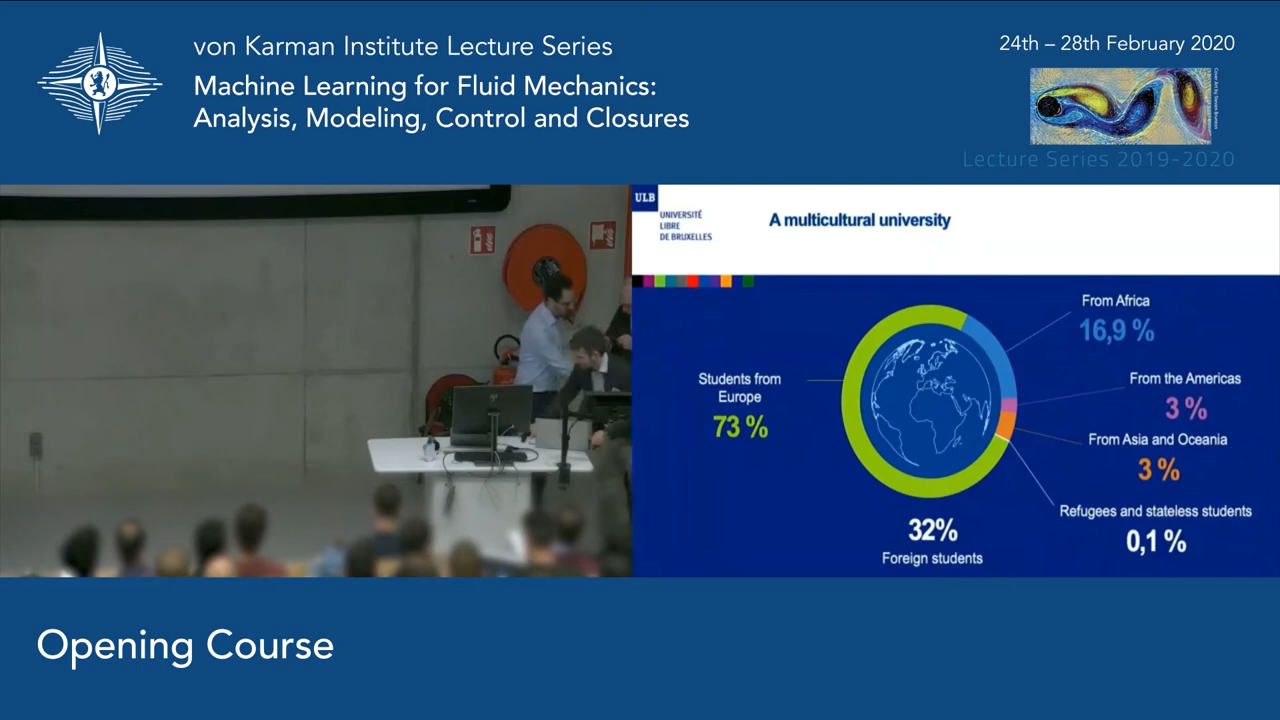 von Karman Institute Lecture Series
Machine Learning for Fluid Mechanics:
Analysis, Modeling, Control and Closures
24th – 28th February 2020
Lecture Series 2019-2020
ULB
UNIVERSITÉ
LIBRE
DE BRUXELLES
A multicultural university
From Africa
16,9 %
Students from
Europe
73 %
From the Americas
3 %
From Asia and Oceania
3 %
Refugees and stateless students
0,1 %
32%
Foreign students
Opening Course